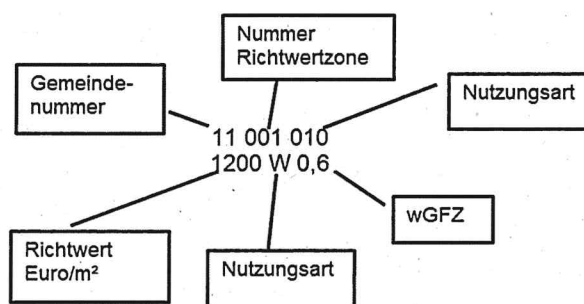 Nummer
Richtwertzone
Gemeinde-
nummer
Nutzungsart
11 001 010
1200 W 0,6
wGFZ
Richtwert
Euro/m²
Nutzungsart